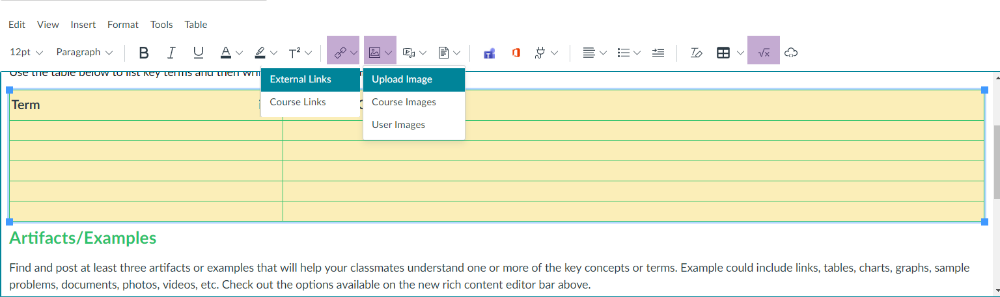 Edit View Insert Format Tools Table
12pt Paragraph B I U A T²  √x
Use the table below to list key terms and then
External Links Upload Image
Course Links Course Images
User Images
Term
Artifacts/Examples
Find and post at least three artifacts or examples that will help your classmates understand one or more of the key concepts or terms. Example could include links, tables, charts, graphs, sample
problems, documents, photos, videos, etc. Check out the options available on the new rich content editor bar above.